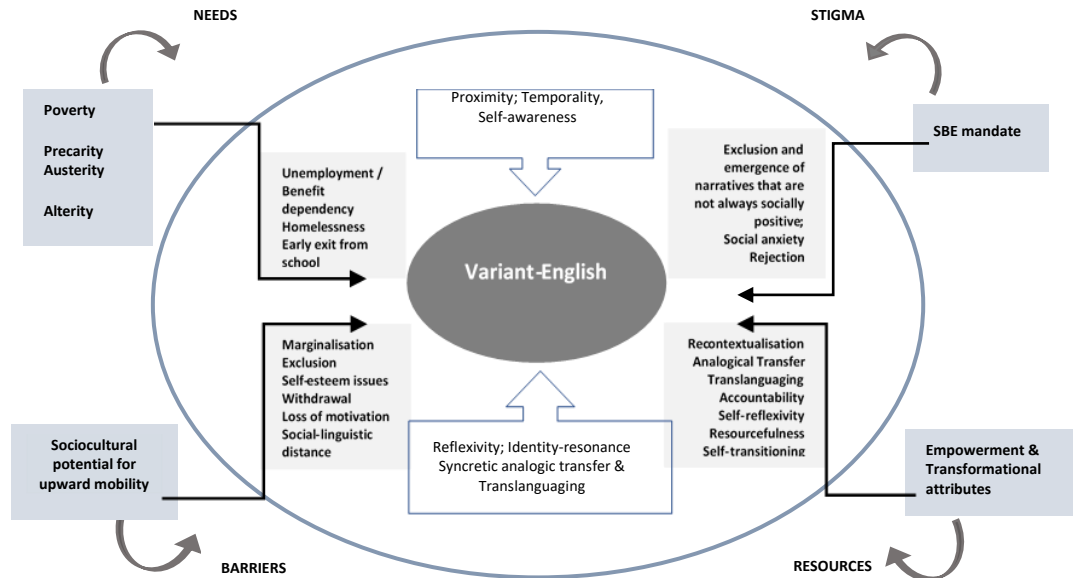 NEEDS
STIGMA
Poverty
Precarity
Austerity
Alterity
Proximity; Temporality,
Self-awareness
SBE mandate
Unemployment /
Benefit
dependency
Homelessness
Early exit from
school
Exclusion and
emergence of
narratives that are
not always socially
positive;
Social anxiety
Rejection
Variant-English
Marginalisation
Exclusion
Self-esteem issues
Withdrawal
Loss of motivation
Social-linguistic
distance
Recontextualisation
Analogical Transfer
Translanguaging
Accountability
Self-reflexivity
Resourcefulness
Self-transitioning
Sociocultural
potential for
upward mobility
Reflexivity; Identity-resonance
Syncretic analogic transfer &
Translanguaging
Empowerment &
Transformational
attributes
BARRIERS
RESOURCES